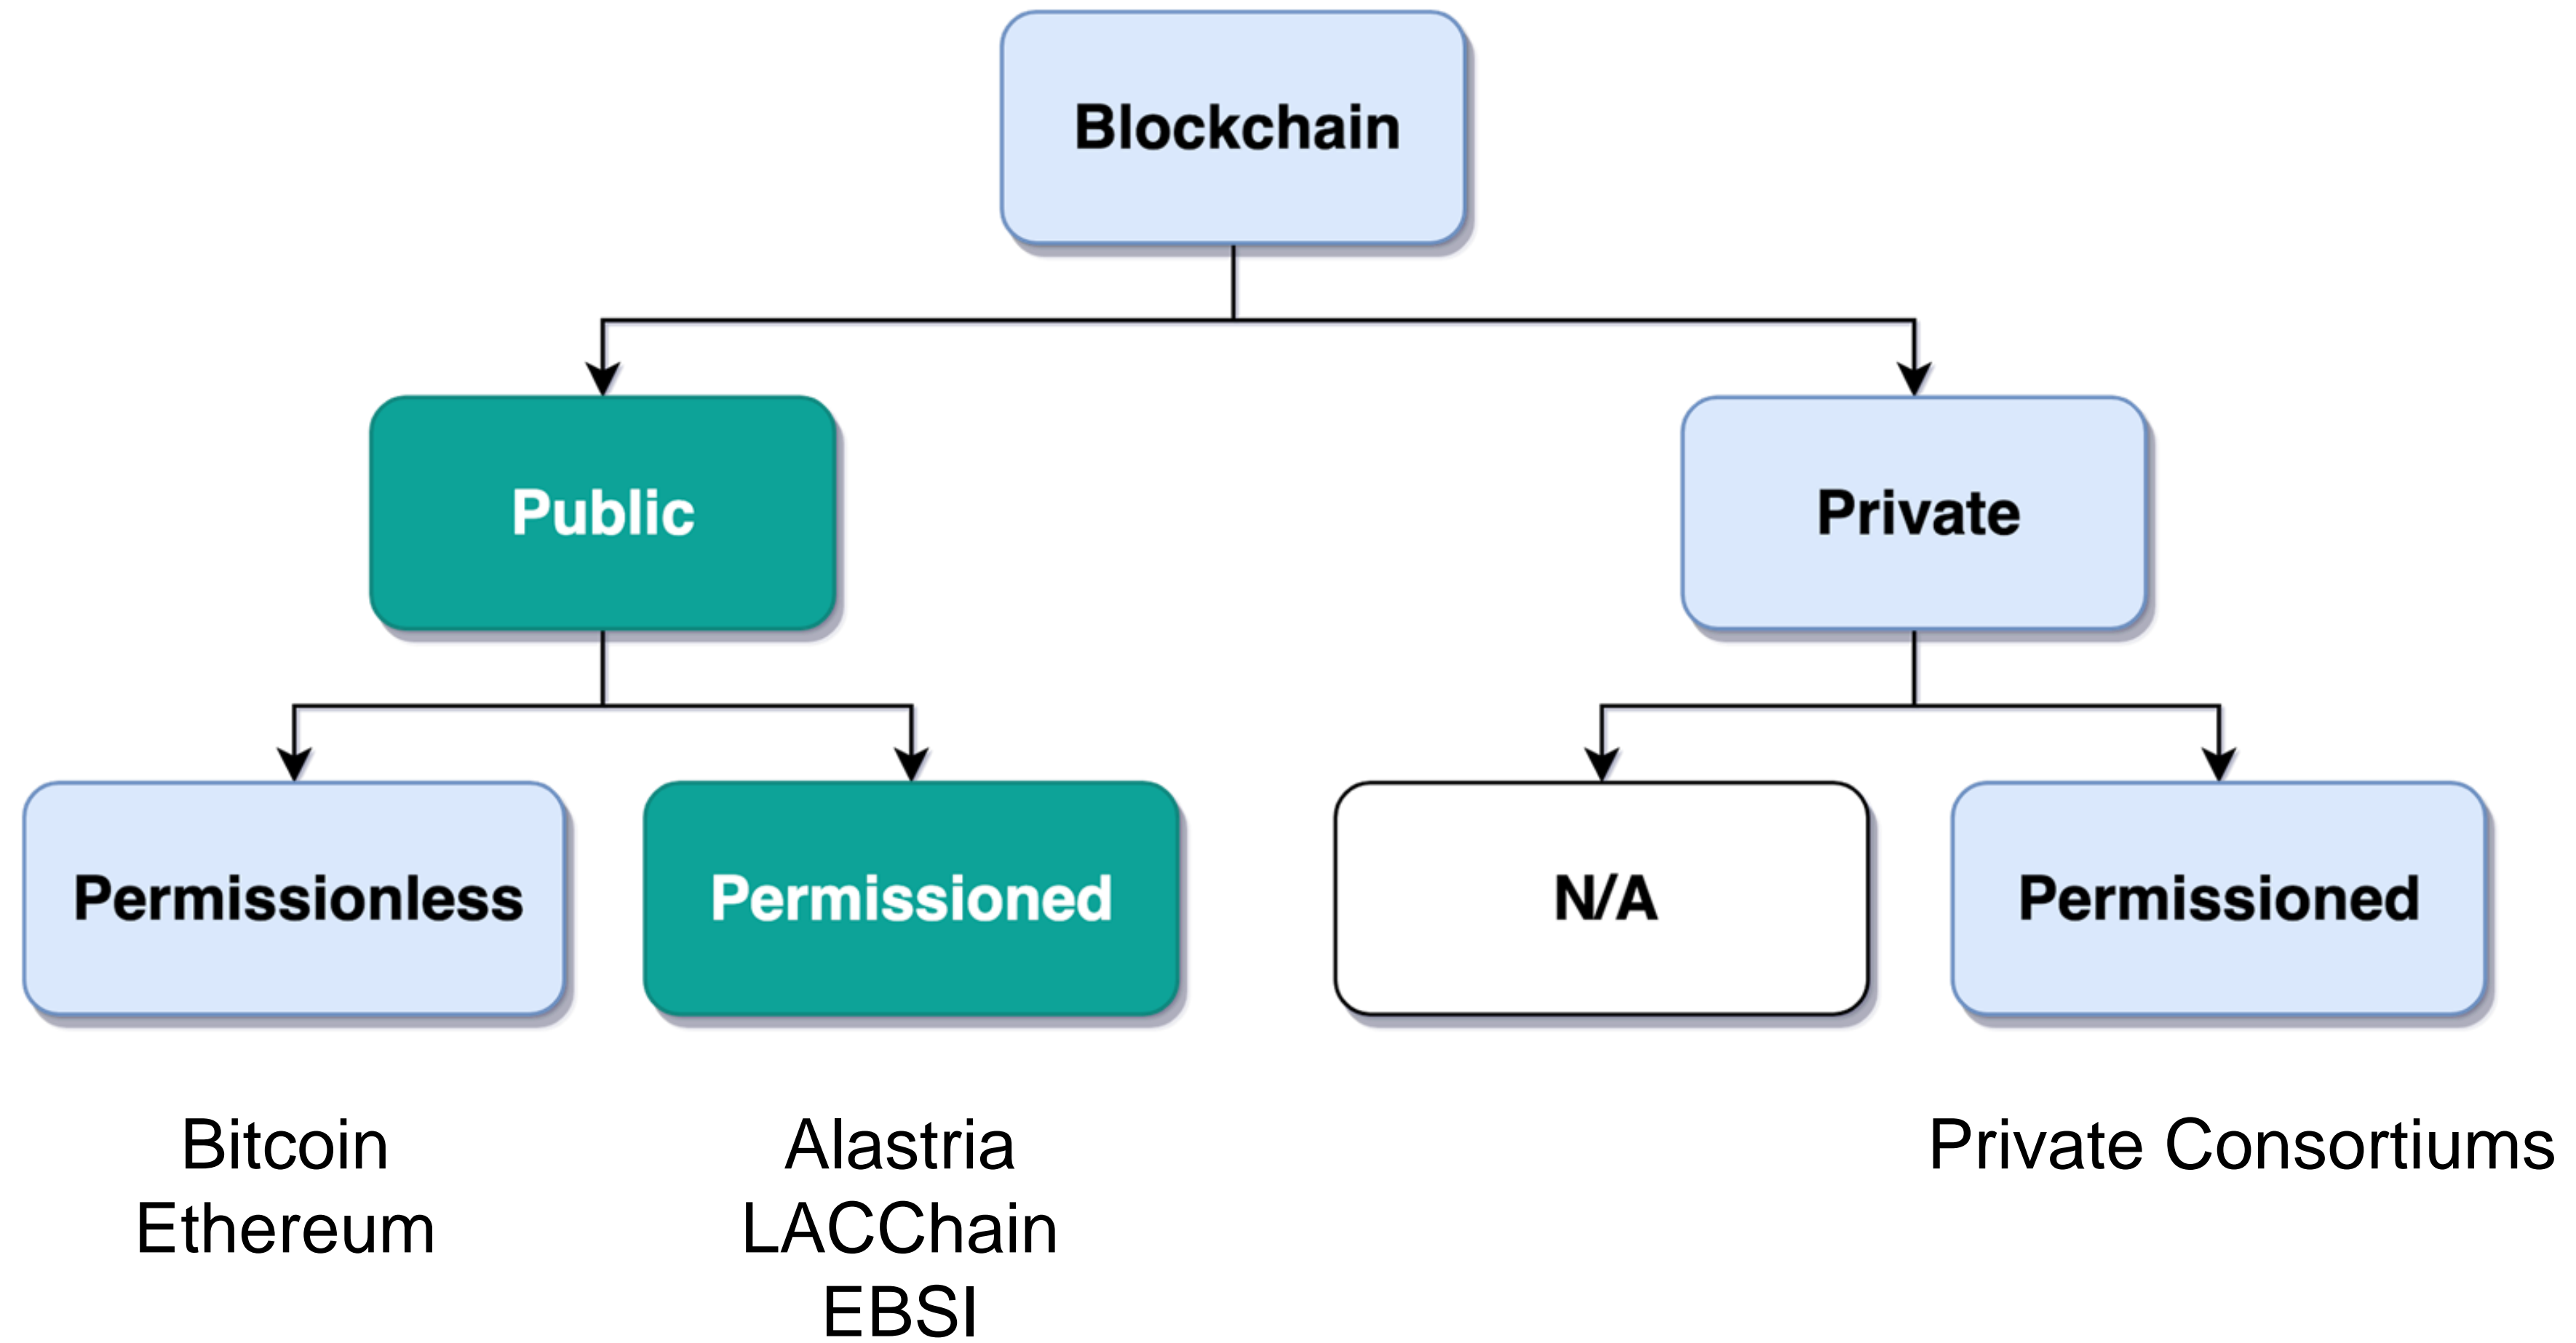 Blockchain
Public
Private
Permissionless
Permissioned
N/A
Permissioned
Bitcoin
Ethereum
Alastria
LACChain
EBSI
Private Consortiums